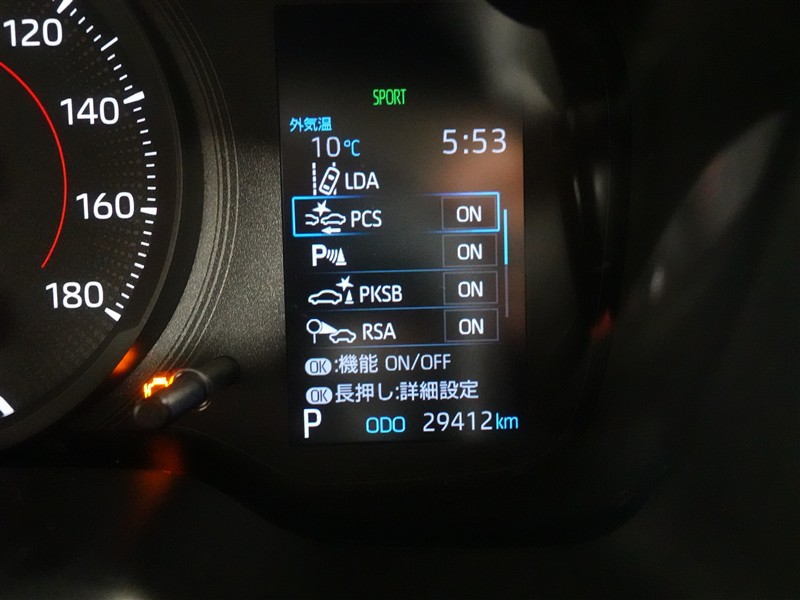 120
140
160
180
SPORT
外気温
10℃ 5:53
LDA
PCS ON
P ON
PKSB ON
RSA ON
OK:機能 ON/OFF
OK長押し:詳細設定
P ODO 29412km